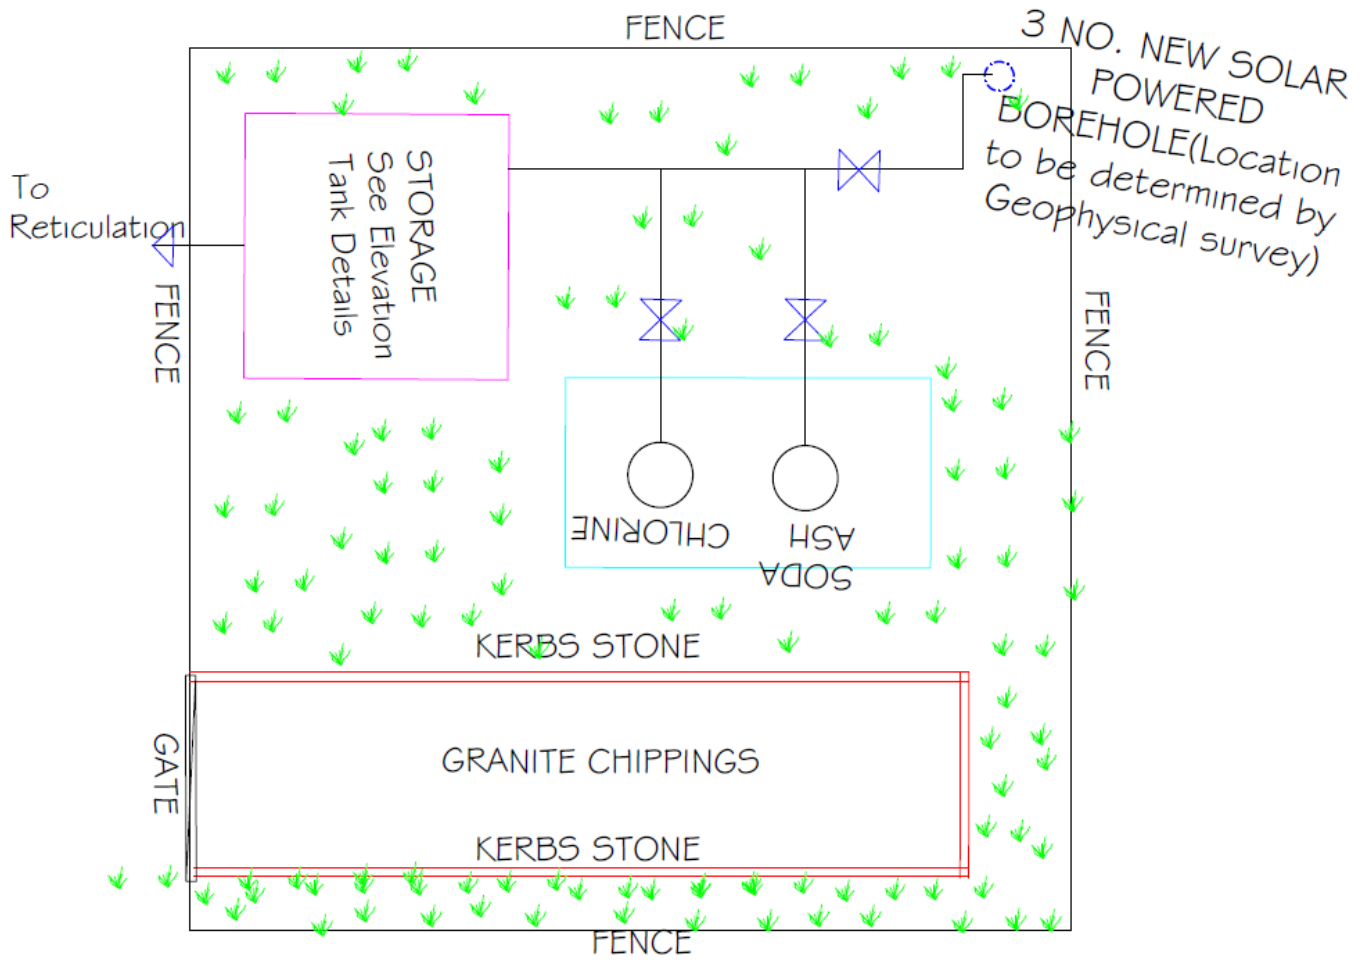 FENCE
3 NO. NEW SOLAR
POWERED
BOREHOLE(Location
to be determined by
Geophysical survey)
To
Reticulation
STORAGE
See Elevation
Tank Details
FENCE
FENCE
CHLORINE
SODA
ASH
KERBS STONE
GATE
GRANITE CHIPPINGS
KERBS STONE
FENCE